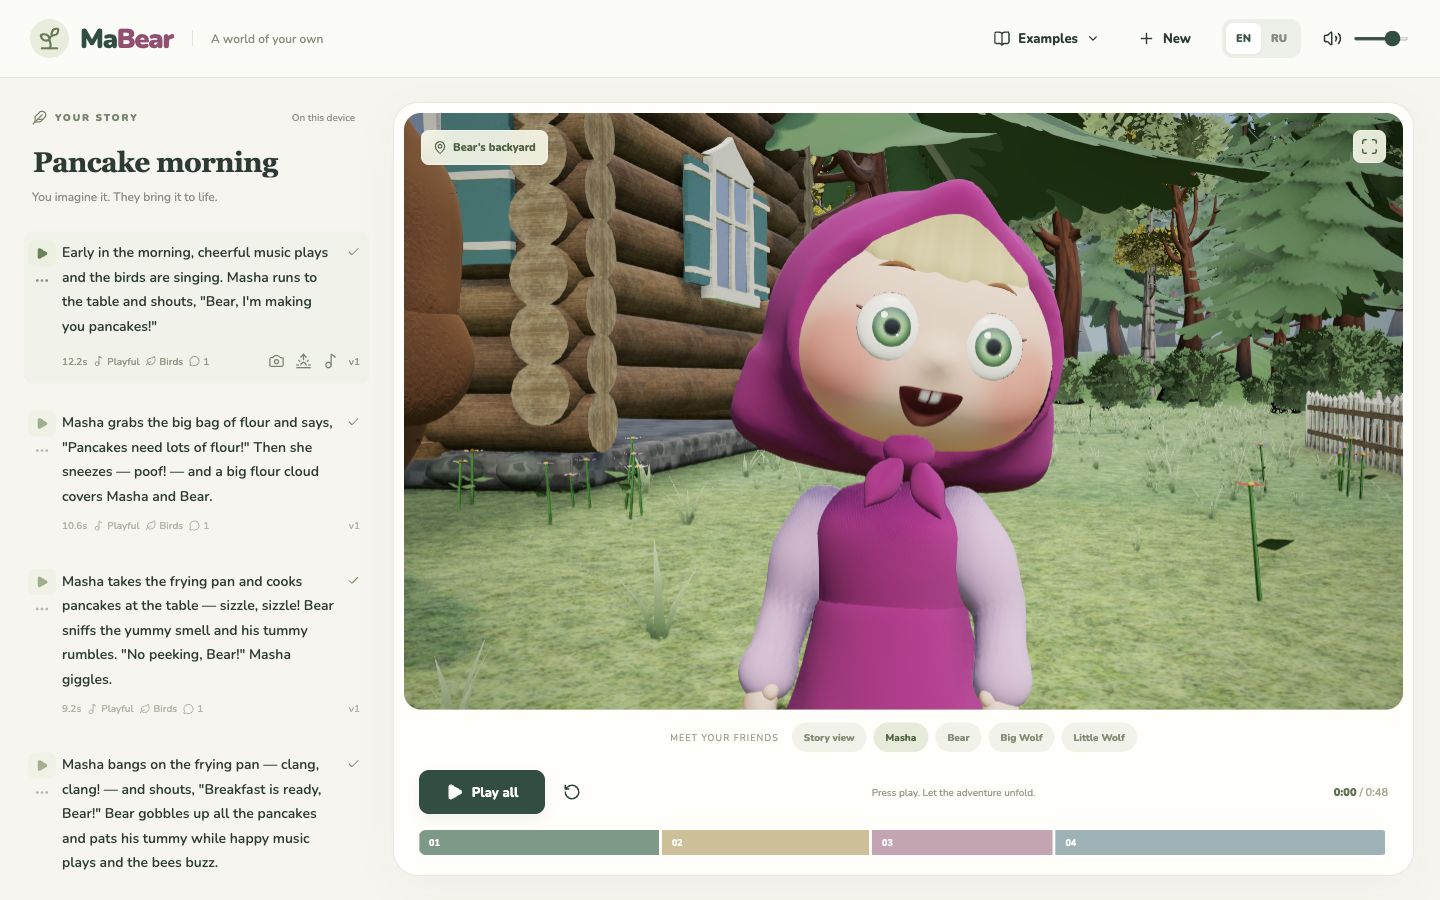 MaBear
A world of your own
Examples
New
EN
RU
YOUR STORY
On this device
Pancake morning
You imagine it. They bring it to life.
Early in the morning, cheerful music plays
and the birds are singing. Masha runs to
the table and shouts, "Bear, I'm making
you pancakes!"
12.2s Playful Birds 1 v1
Masha grabs the big bag of flour and says,
"Pancakes need lots of flour!" Then she
sneezes — poof! — and a big flour cloud
covers Masha and Bear.
10.6s Playful Birds 1 v1
Masha takes the frying pan and cooks
pancakes at the table — sizzle, sizzle! Bear
sniffs the yummy smell and his tummy
rumbles. "No peeking, Bear!" Masha
giggles.
9.2s Playful Birds 1 v1
Masha bangs on the frying pan — clang,
clang! — and shouts, "Breakfast is ready,
Bear!" Bear gobbles up all the pancakes
and pats his tummy while happy music
plays and the bees buzz.
Bear's backyard
MEET YOUR FRIENDS
Story view
Masha
Bear
Big Wolf
Little Wolf
Play all
Press play. Let the adventure unfold.
0:00 / 0:48
01
02
03
04